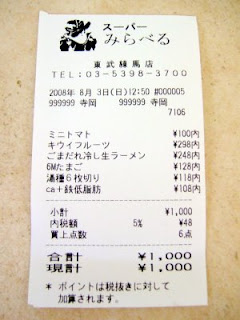 スーパー
みらべる
東武練馬店
TEL:03-5398-3700
2008年 8月 3日(日)12:50 #000005
999999 寺岡 999999 寺岡
7106
ミニトマト ¥100内
キウイフルーツ ¥298内
ごまだれ冷し生ラーメン ¥248内
6Mたまご ¥128内
湯種6枚切り ¥118内
ca+鉄低脂肪 ¥108内
小計 ¥1,000
内税額 5% ¥48
買上点数 6点
合計 ¥1,000
現計 ¥1,000
* ポイントは税抜きに対して
加算されます。